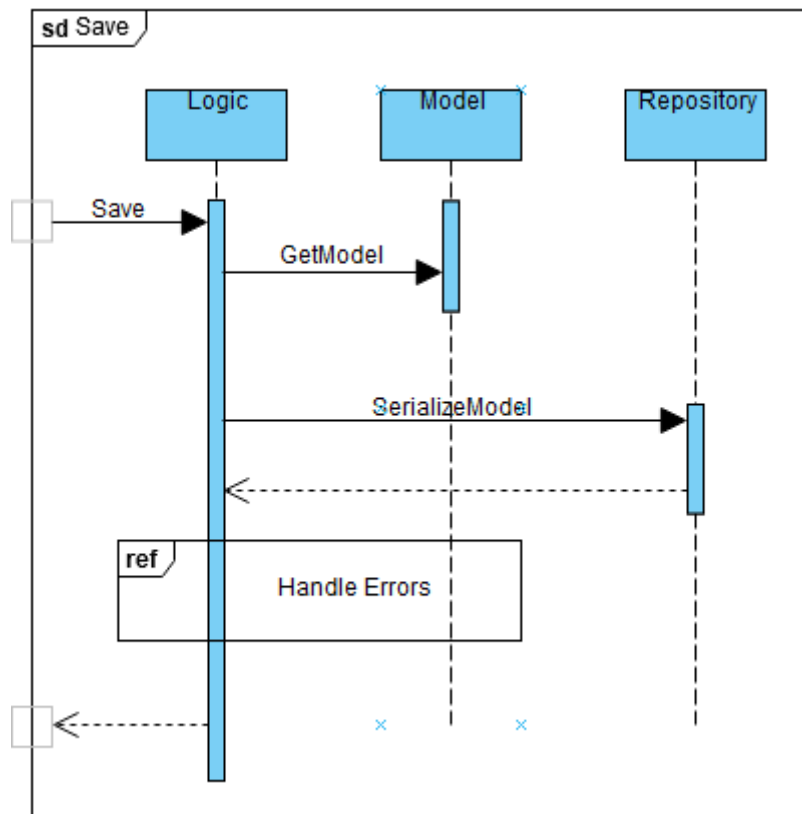 sd Save
Logic
Model
Repository
Save
GetModel
SerializeModel
ref
Handle Errors